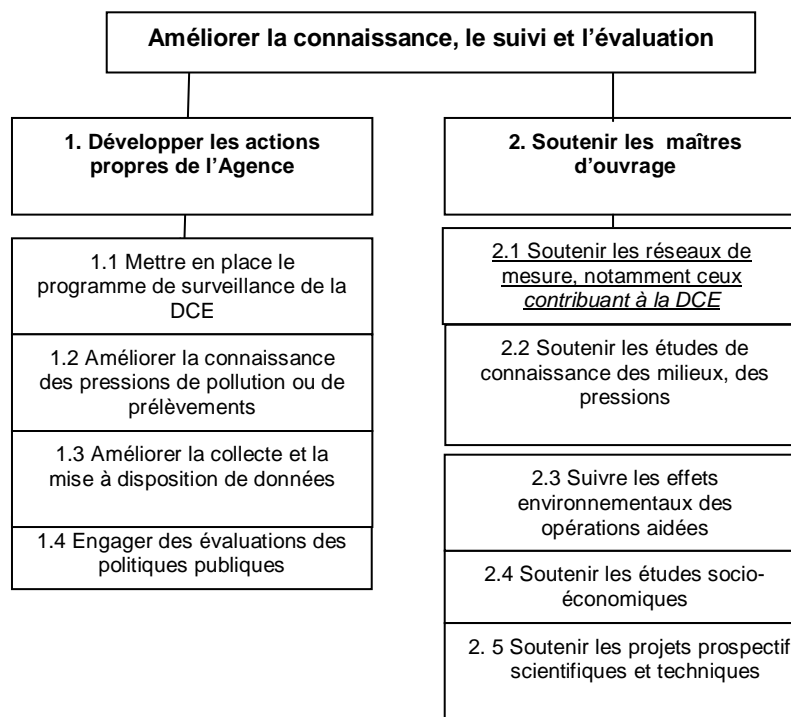 Améliorer la connaissance, le suivi et l’évaluation
1. Développer les actions
propres de l’Agence
1.1 Mettre en place le
programme de surveillance de la
DCE
1.2 Améliorer la connaissance
des pressions de pollution ou de
prélèvements
1.3 Améliorer la collecte et la
mise à disposition de données
1.4 Engager des évaluations des
politiques publiques
2. Soutenir les maîtres
d’ouvrage
2.1 Soutenir les réseaux de
mesure, notamment ceux
contribuant à la DCE
2.2 Soutenir les études de
connaissance des milieux, des
pressions
2.3 Suivre les effets
environnementaux des
opérations aidées
2.4 Soutenir les études socio-
économiques
2. 5 Soutenir les projets prospectif
scientifiques et techniques